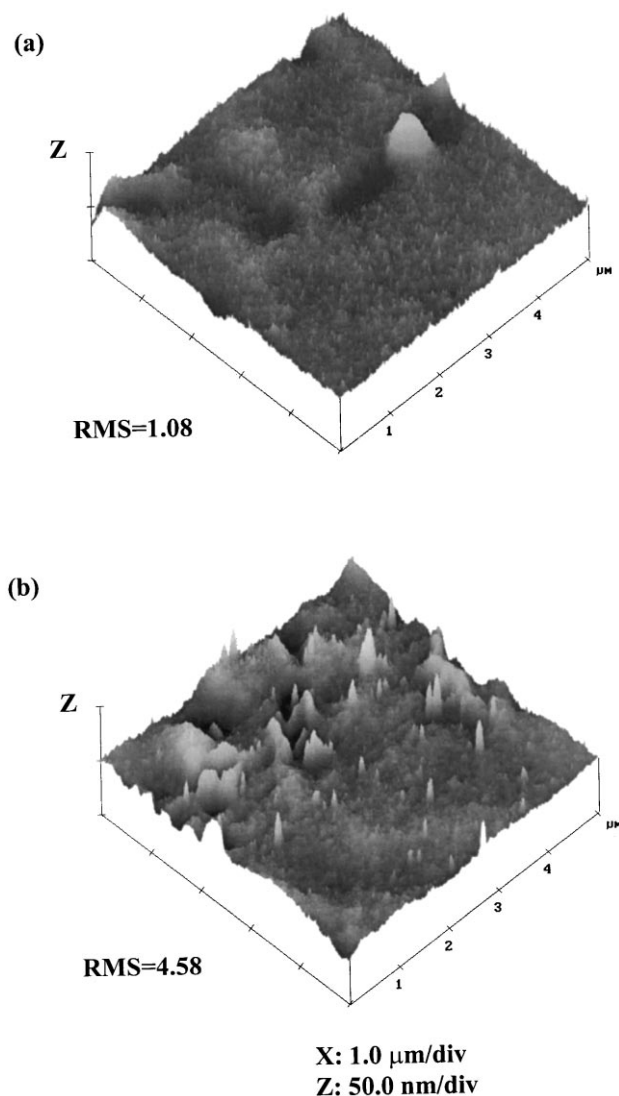 (a)
Z
μm
4
3
2
1
RMS=1.08
(b)
Z
μm
4
3
2
1
RMS=4.58
X: 1.0 μm/div
Z: 50.0 nm/div